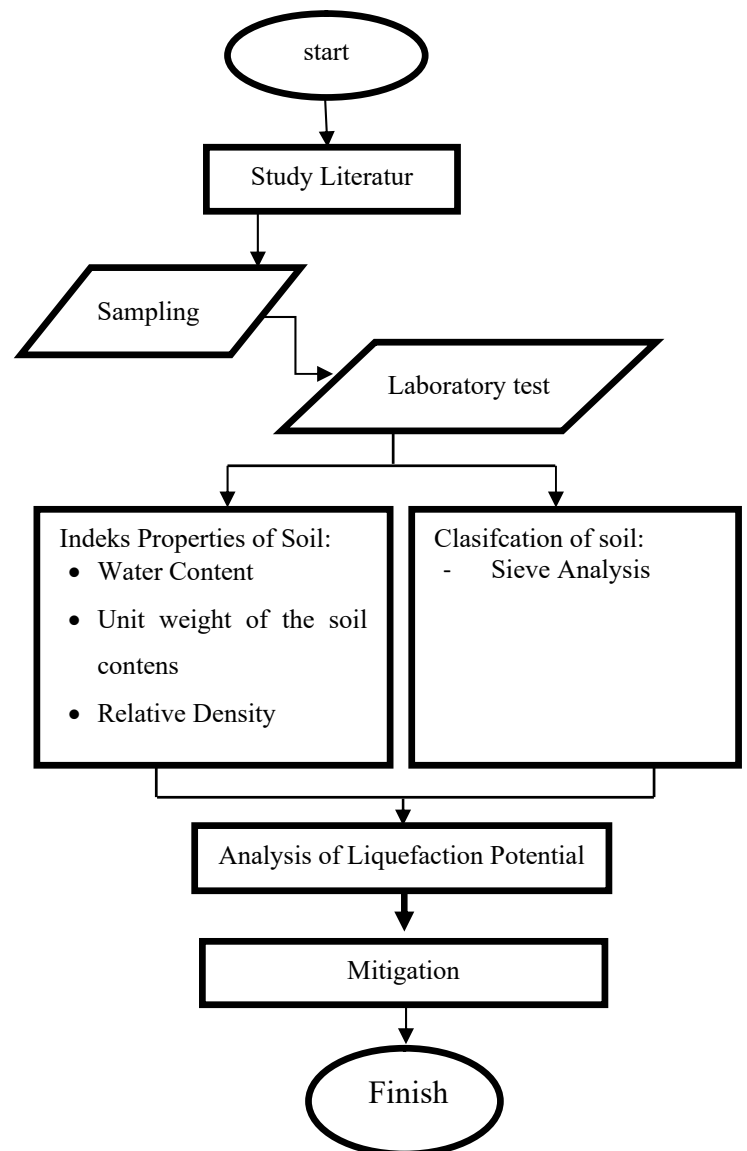 start
Study Literatur
Sampling
Laboratory test
Indeks Properties of Soil:
• Water Content
• Unit weight of the soil
contens
• Relative Density
Clasifcation of soil:
- Sieve Analysis
Analysis of Liquefaction Potential
Mitigation
Finish